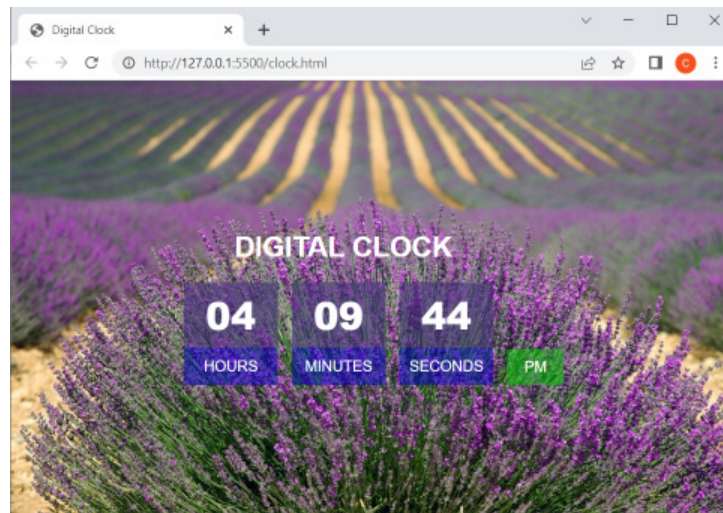 Digital Clock
http://127.0.0.1:5500/clock.html
C
DIGITAL CLOCK
04 09 44
HOURS MINUTES SECONDS PM